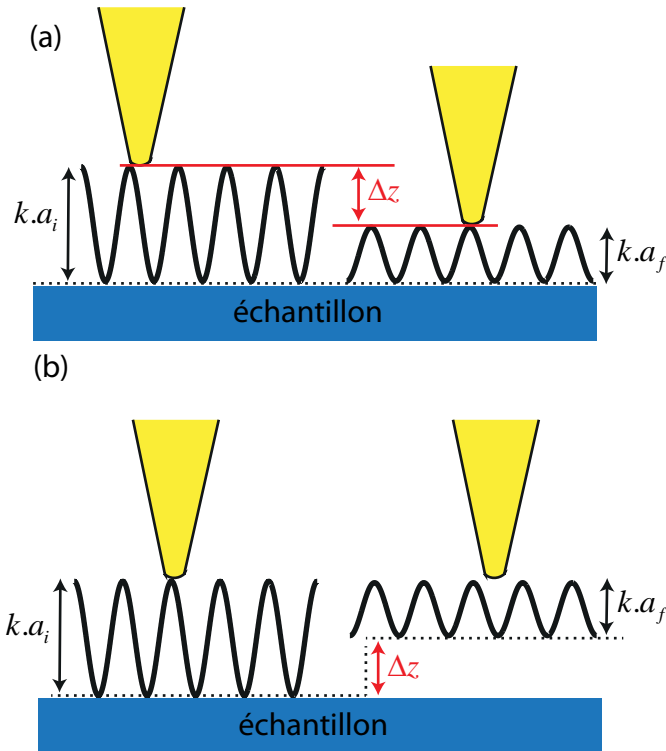 (a)
k.a_i
Δz
k.a_f
échantillon
(b)
k.a_i
k.a_f
Δz
échantillon